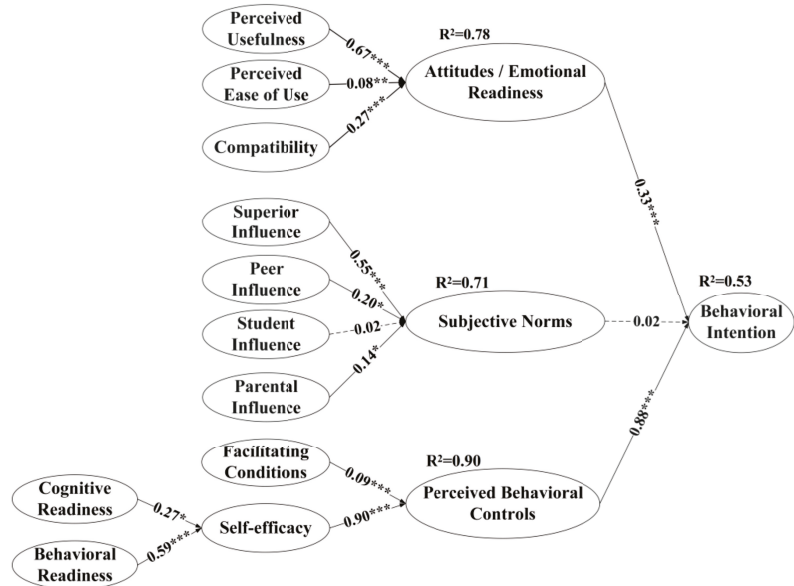 Perceived
Usefulness
0.67***
R²=0.78
Perceived
Ease of Use
0.08**
Attitudes / Emotional
Readiness
Compatibility
0.27***
0.33***
Superior
Influence
0.55***
Peer
Influence
0.20*
R²=0.71
R²=0.53
Student
Influence
0.02
Subjective Norms
0.02
Behavioral
Intention
Parental
Influence
0.14*
0.88***
Facilitating
Conditions
0.09***
R²=0.90
Cognitive
Readiness
0.27*
Perceived Behavioral
Controls
Self-efficacy
0.90***
Behavioral
Readiness
0.59***